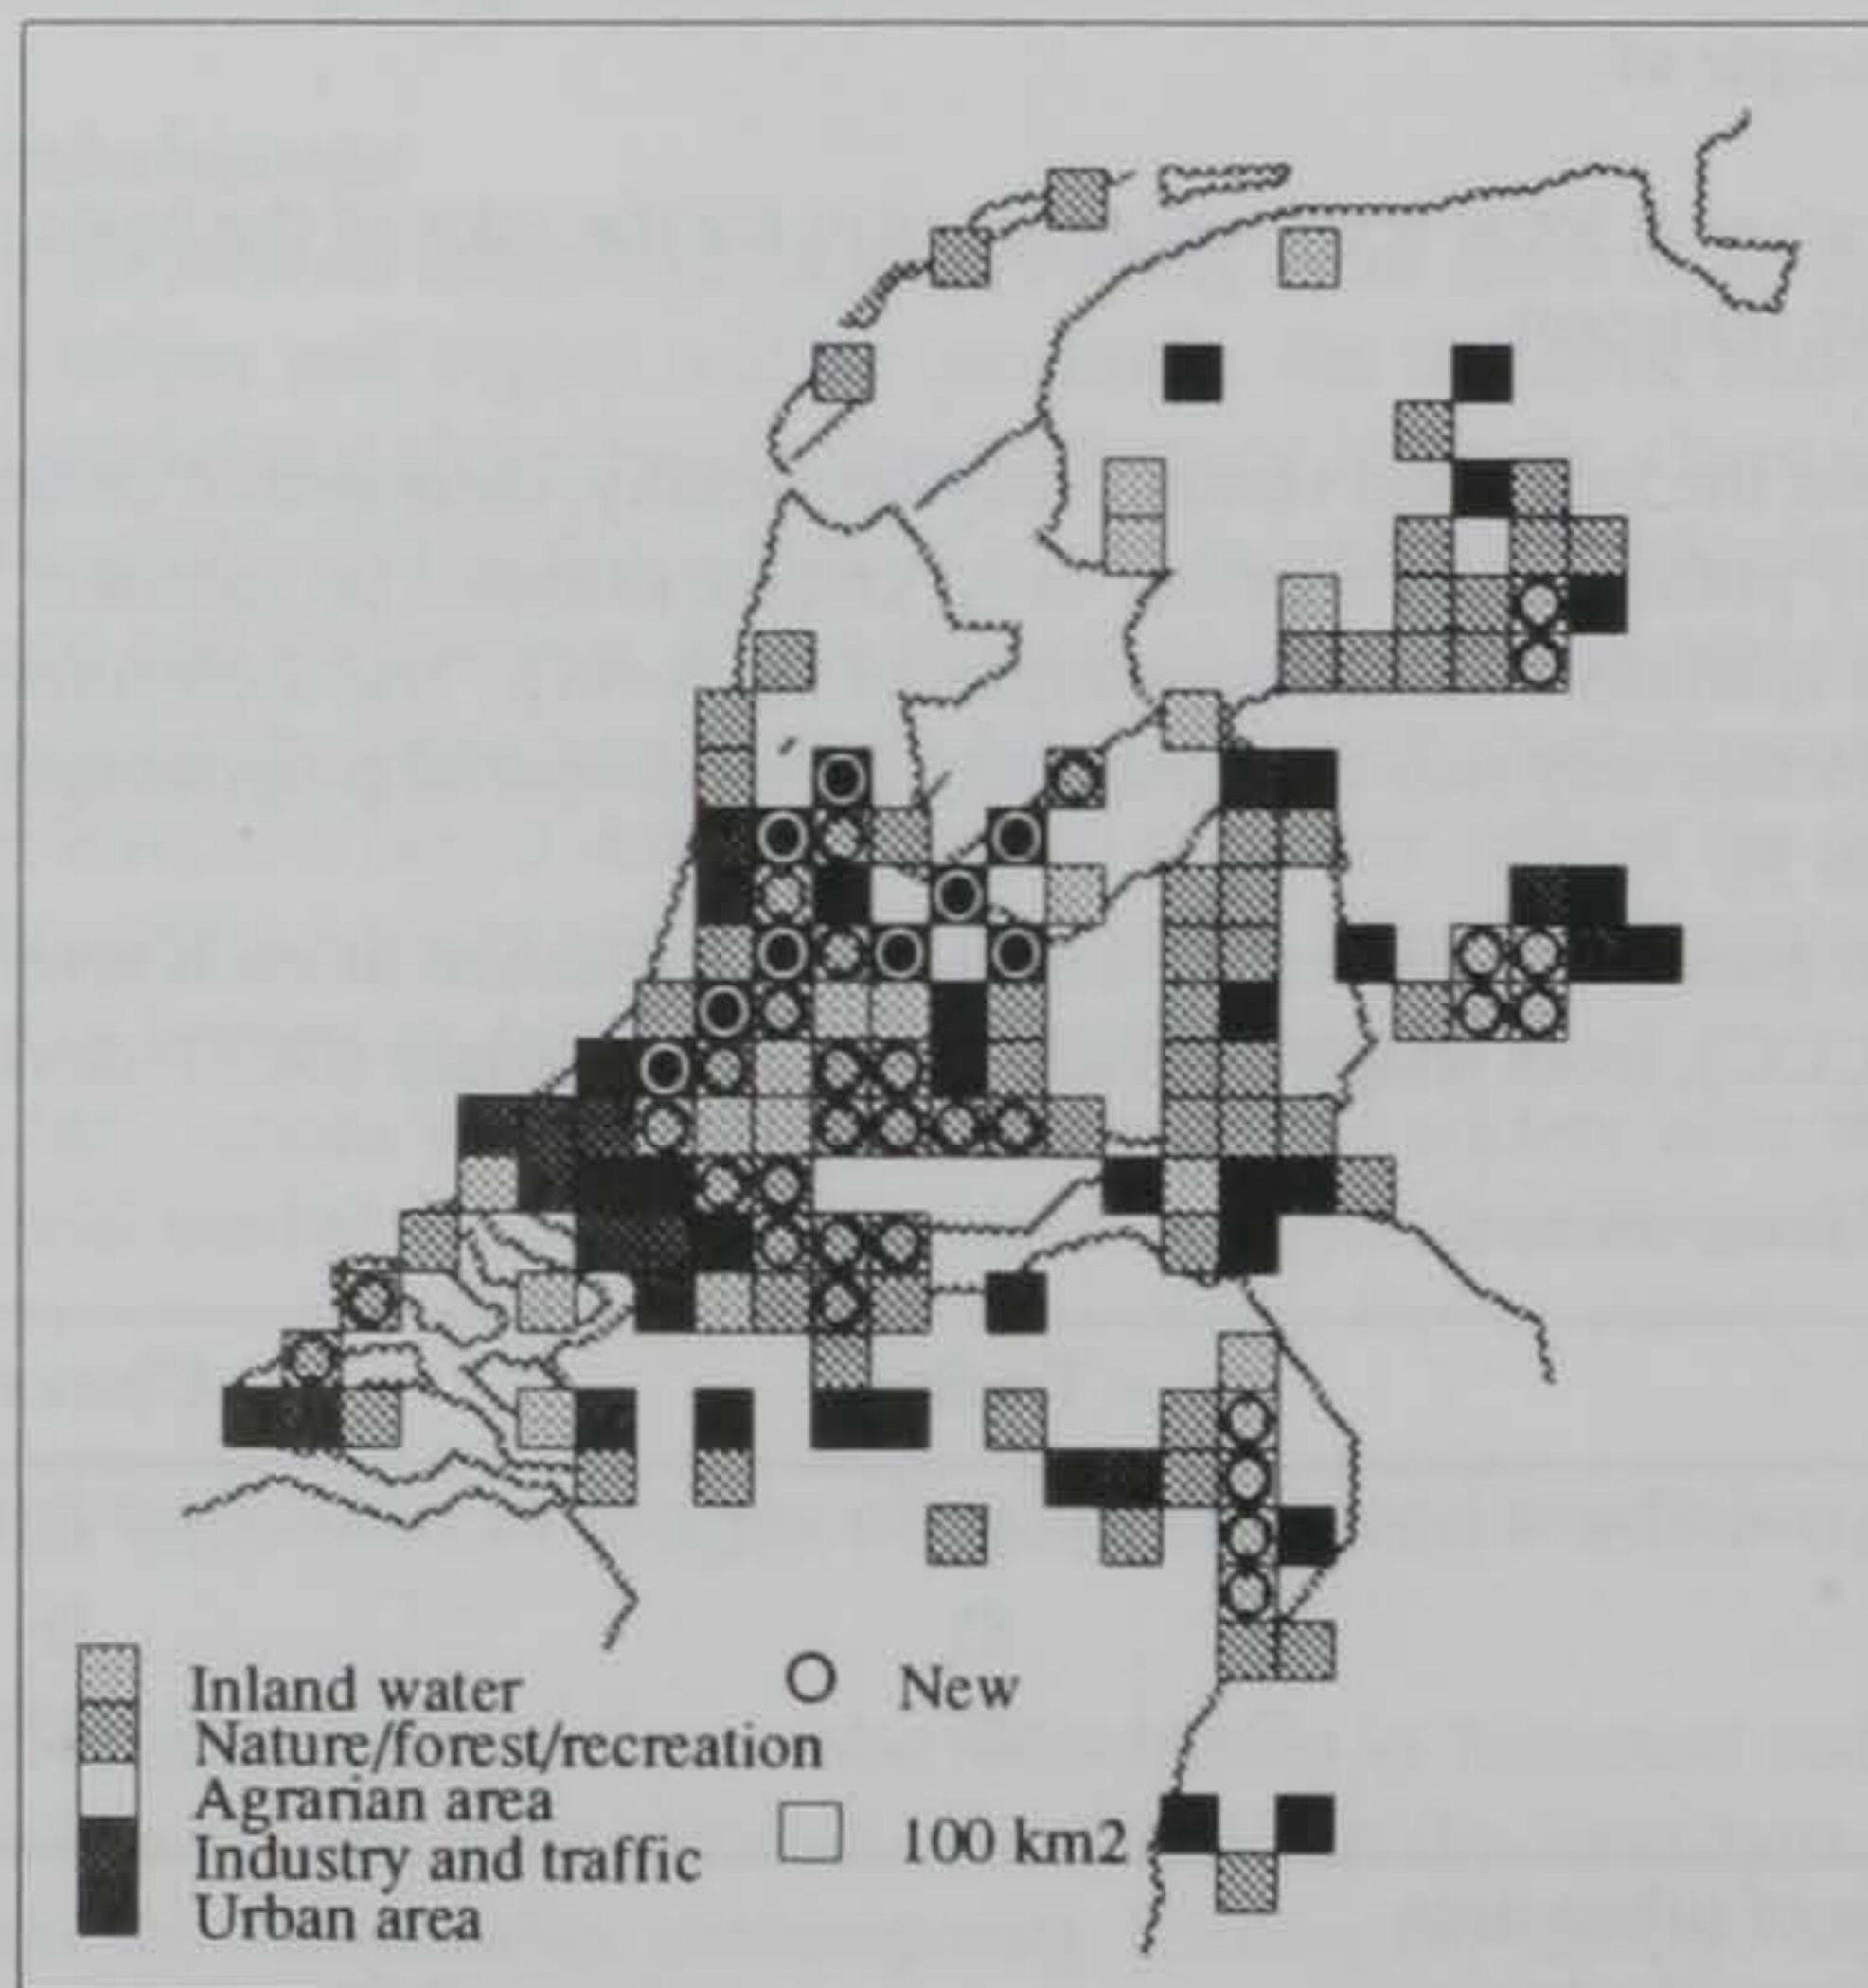 Inland water
Nature/forest/recreation
Agrarian area
Industry and traffic
Urban area
New
100 km2